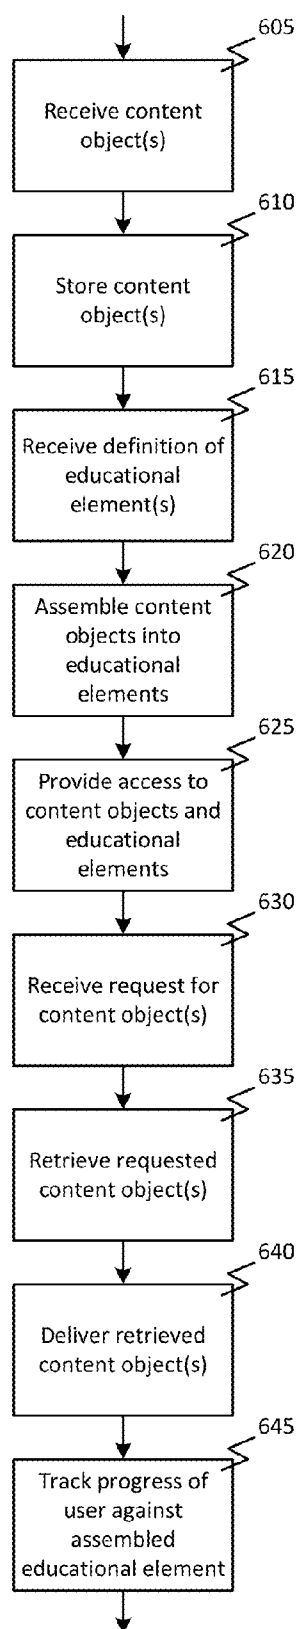 605
Receive content
object(s)
610
Store content
object(s)
615
Receive definition of
educational
element(s)
620
Assemble content
objects into
educational
elements
625
Provide access to
content objects and
educational
elements
630
Receive request for
content object(s)
635
Retrieve requested
content object(s)
640
Deliver retrieved
content object(s)
645
Track progress of
user against
assembled
educational element